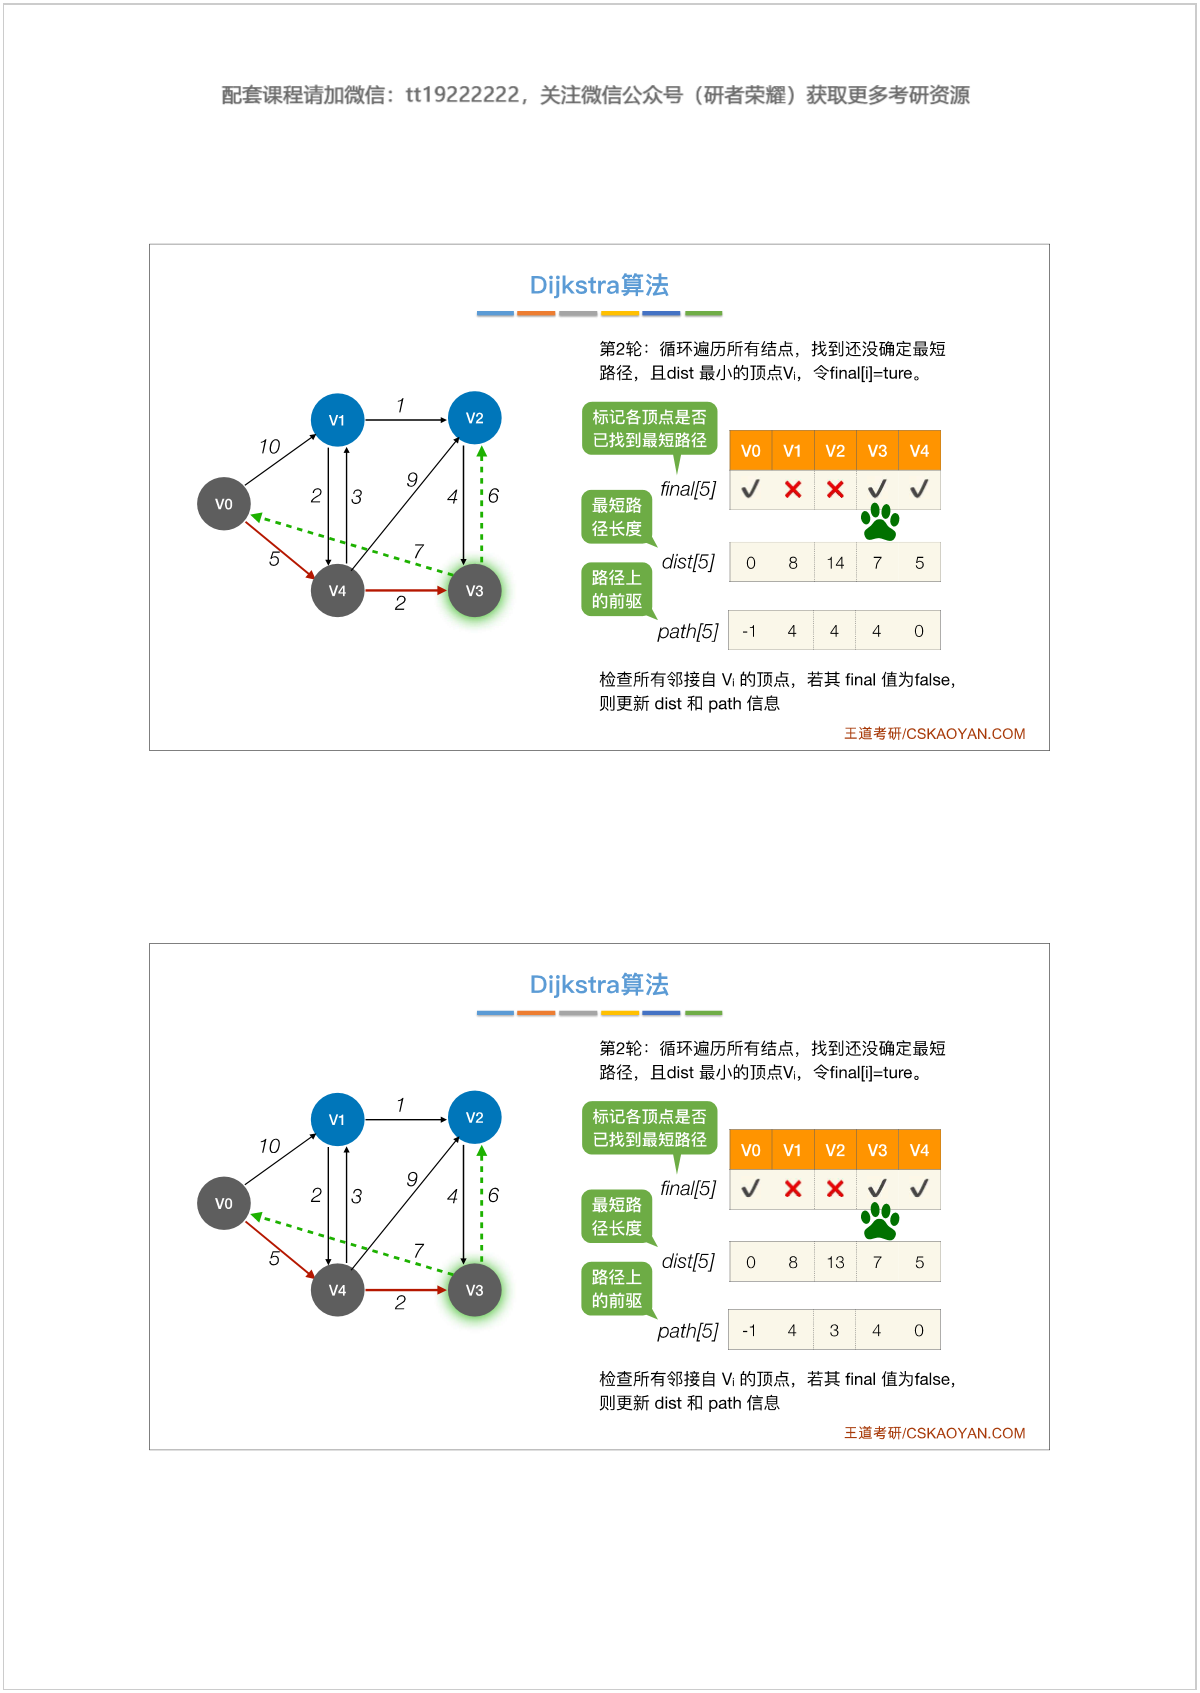 配套课程请加微信：tt19222222，关注微信公众号（研者荣耀）获取更多考研资源
Dijkstra算法
第2轮：循环遍历所有结点，找到还没确定最短
路径，且dist 最小的顶点Vᵢ，令final[i]=ture。
标记各顶点是否
已找到最短路径
V0 V1 V2 V3 V4
final[5] ✓ ✕ ✕ ✓ ✓
最短路
径长度
dist[5] 0 8 14 7 5
路径上
的前驱
path[5] -1 4 4 4 0
检查所有邻接自 Vᵢ 的顶点，若其 final 值为false，
则更新 dist 和 path 信息
王道考研/CSKAOYAN.COM
V1 1 V2
10
9
2 3 4 6
V0
5 7
V4 2 V3
Dijkstra算法
第2轮：循环遍历所有结点，找到还没确定最短
路径，且dist 最小的顶点Vᵢ，令final[i]=ture。
标记各顶点是否
已找到最短路径
V0 V1 V2 V3 V4
final[5] ✓ ✕ ✕ ✓ ✓
最短路
径长度
dist[5] 0 8 13 7 5
路径上
的前驱
path[5] -1 4 3 4 0
检查所有邻接自 Vᵢ 的顶点，若其 final 值为false，
则更新 dist 和 path 信息
王道考研/CSKAOYAN.COM
V1 1 V2
10
9
2 3 4 6
V0
5 7
V4 2 V3